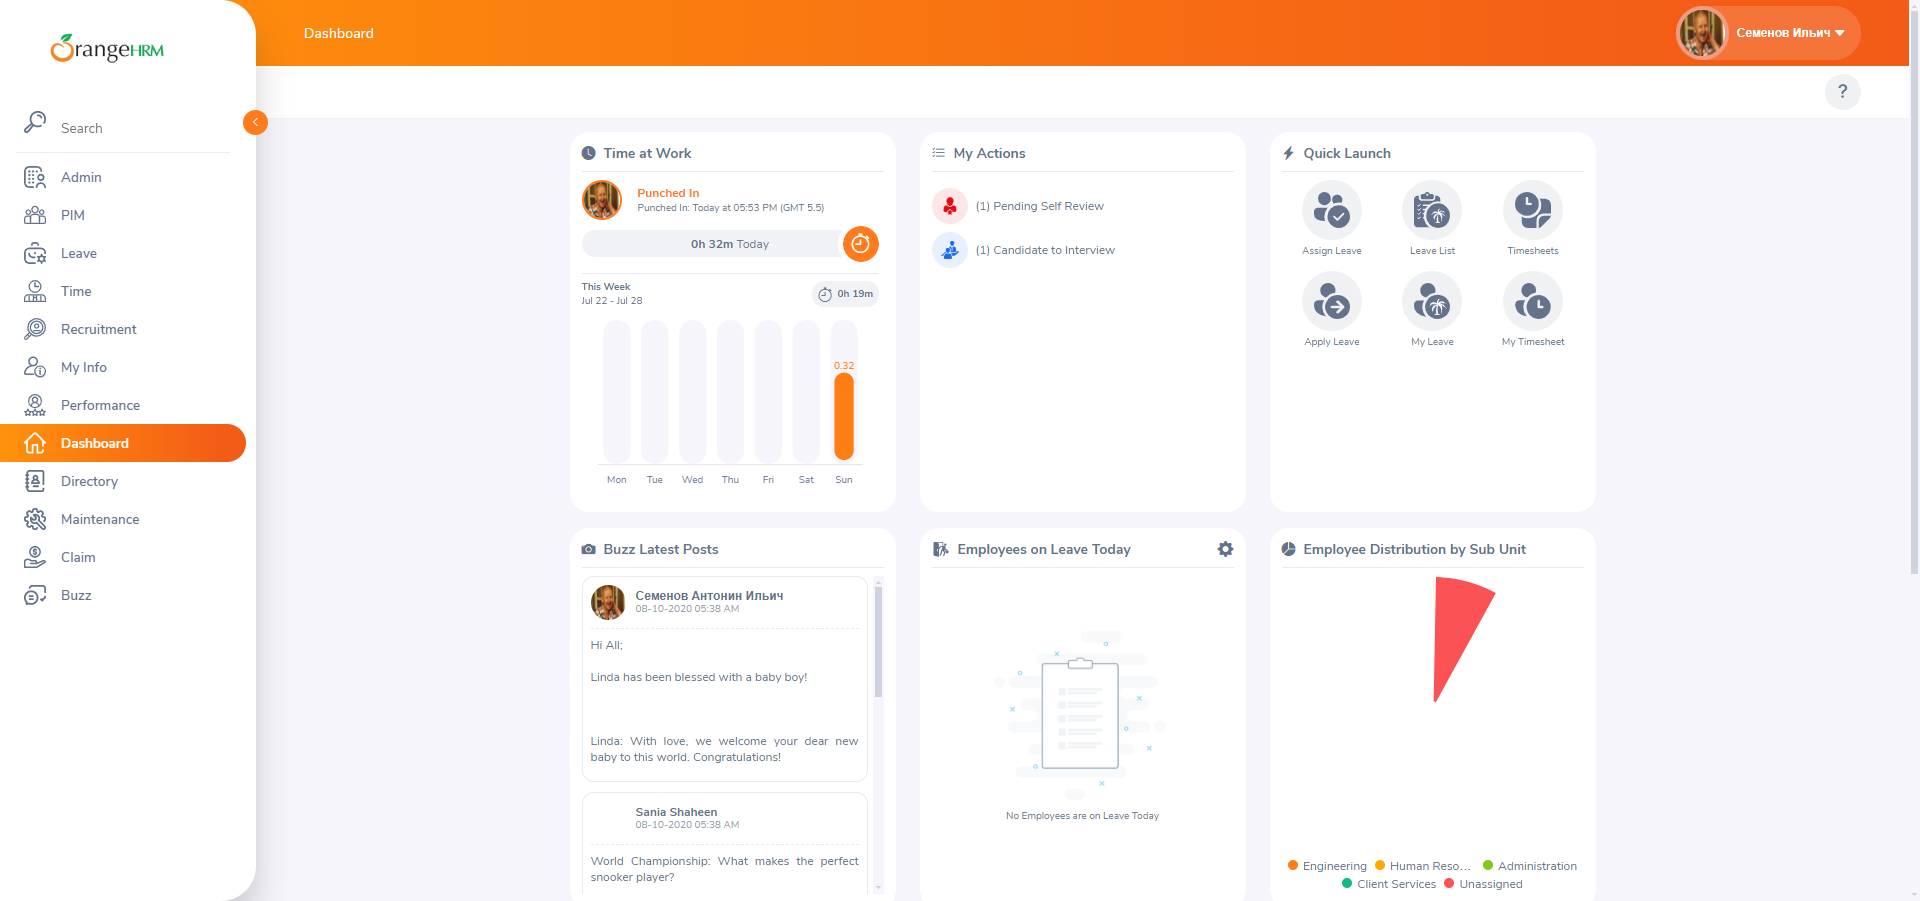 OrangeHRM
Dashboard
Семенов Ильич
?
Search
Admin
PIM
Leave
Time
Recruitment
My Info
Performance
Dashboard
Directory
Maintenance
Claim
Buzz
Time at Work
Punched In
Punched In: Today at 05:53 PM (GMT 5.5)
0h 32m Today
This Week
Jul 22 - Jul 28
0h 19m
0.32
Mon Tue Wed Thu Fri Sat Sun
My Actions
(1) Pending Self Review
(1) Candidate to Interview
Quick Launch
Assign Leave
Leave List
Timesheets
Apply Leave
My Leave
My Timesheet
Buzz Latest Posts
Семенов Антонин Ильич
08-10-2020 05:38 AM
Hi All;
Linda has been blessed with a baby boy!
Linda: With love, we welcome your dear new
baby to this world. Congratulations!
Sania Shaheen
08-10-2020 05:38 AM
World Championship: What makes the perfect
snooker player?
Employees on Leave Today
No Employees are on Leave Today
Employee Distribution by Sub Unit
Engineering Human Reso... Administration
Client Services Unassigned